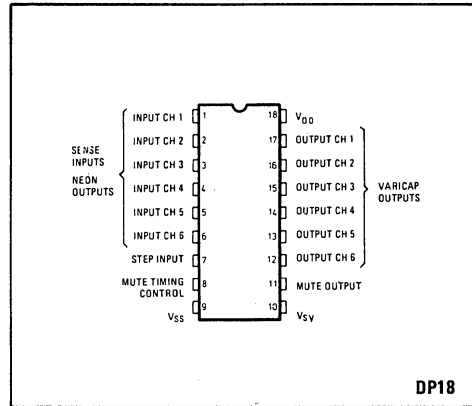 SENSE
INPUTS
NEON
OUTPUTS
INPUT CH 1
INPUT CH 2
INPUT CH 3
INPUT CH 4
INPUT CH 5
INPUT CH 6
STEP INPUT
MUTE TIMING
CONTROL
VSS
1
2
3
4
5
6
7
8
9
18
17
16
15
14
13
12
11
10
VDD
OUTPUT CH 1
OUTPUT CH 2
OUTPUT CH 3
OUTPUT CH 4
OUTPUT CH 5
OUTPUT CH 6
MUTE OUTPUT
VSV
VARICAP
OUTPUTS
DP18